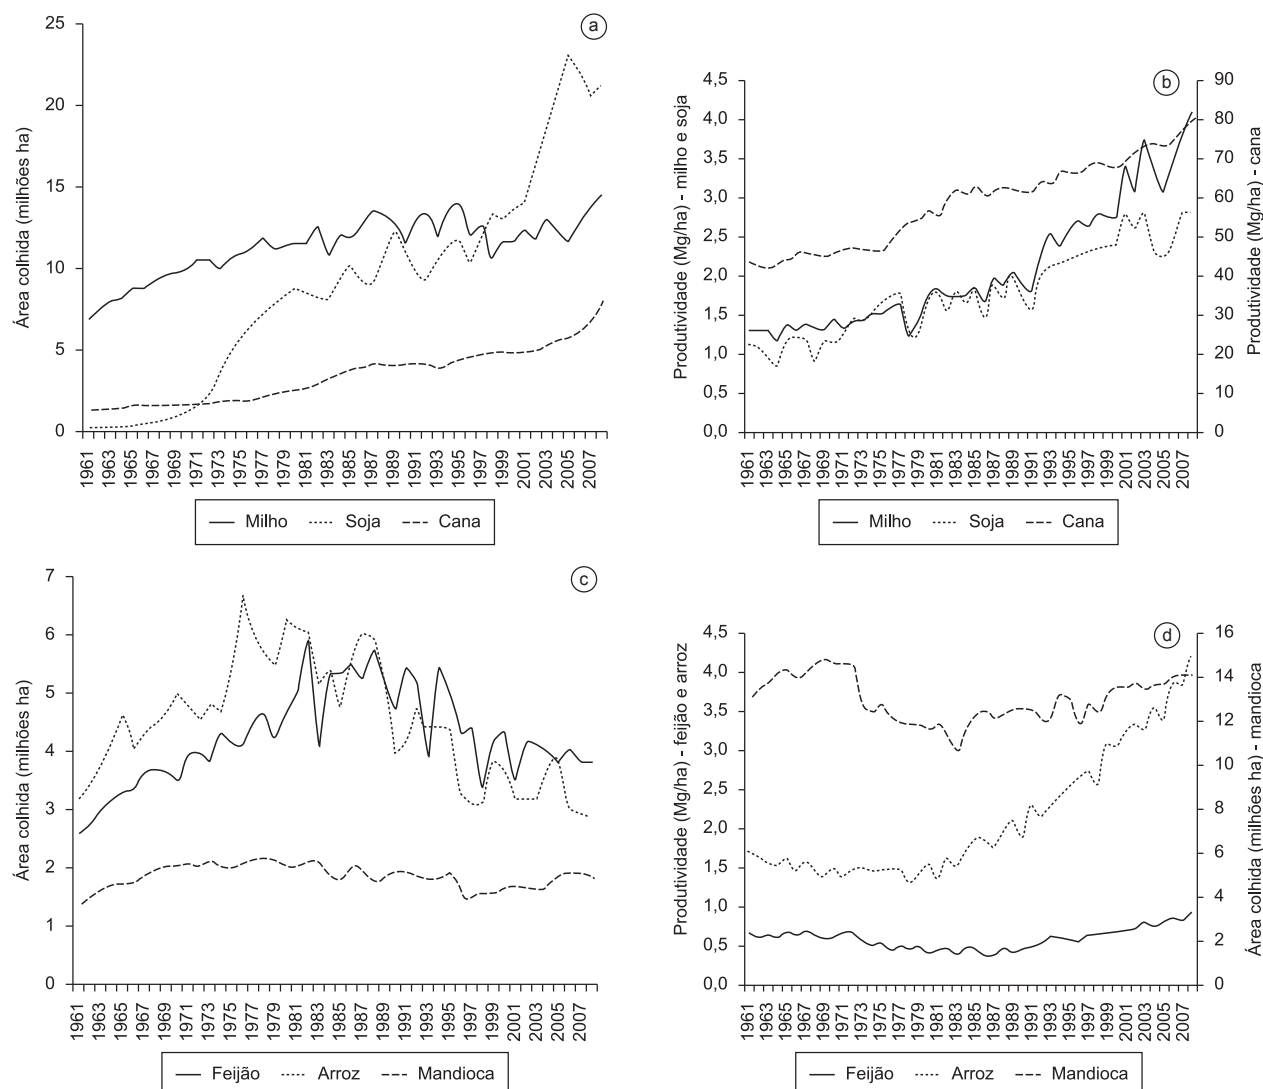 a
25
20
15
10
5
0
Área colhida (milhões ha)
1961 1963 1965 1967 1969 1971 1973 1975 1977 1979 1981 1983 1985 1987 1989 1991 1993 1995 1997 1999 2001 2003 2005 2007
Milho Soja Cana
b
4,5 90
4,0 80
3,5 70
3,0 60
2,5 50
2,0 40
1,5 30
1,0 20
0,5 10
0,0 0
Produtividade (Mg/ha) - milho e soja
Produtividade (Mg/ha) - cana
1961 1963 1965 1967 1969 1971 1973 1975 1977 1979 1981 1983 1985 1987 1989 1991 1993 1995 1997 1999 2001 2003 2005 2007
Milho Soja Cana
c
7
6
5
4
3
2
1
0
Área colhida (milhões ha)
1961 1963 1965 1967 1969 1971 1973 1975 1977 1979 1981 1983 1985 1987 1989 1991 1993 1995 1997 1999 2001 2003 2005 2007
Feijão Arroz Mandioca
d
4,5 16
4,0 14
3,5 12
3,0 10
2,5 8
2,0 6
1,5 4
1,0 2
0,5 0
0,0
Produtividade (Mg/ha) - feijão e arroz
Área colhida (milhões ha) - mandioca
1961 1963 1965 1967 1969 1971 1973 1975 1977 1979 1981 1983 1985 1987 1989 1991 1993 1995 1997 1999 2001 2003 2005 2007
Feijão Arroz Mandioca